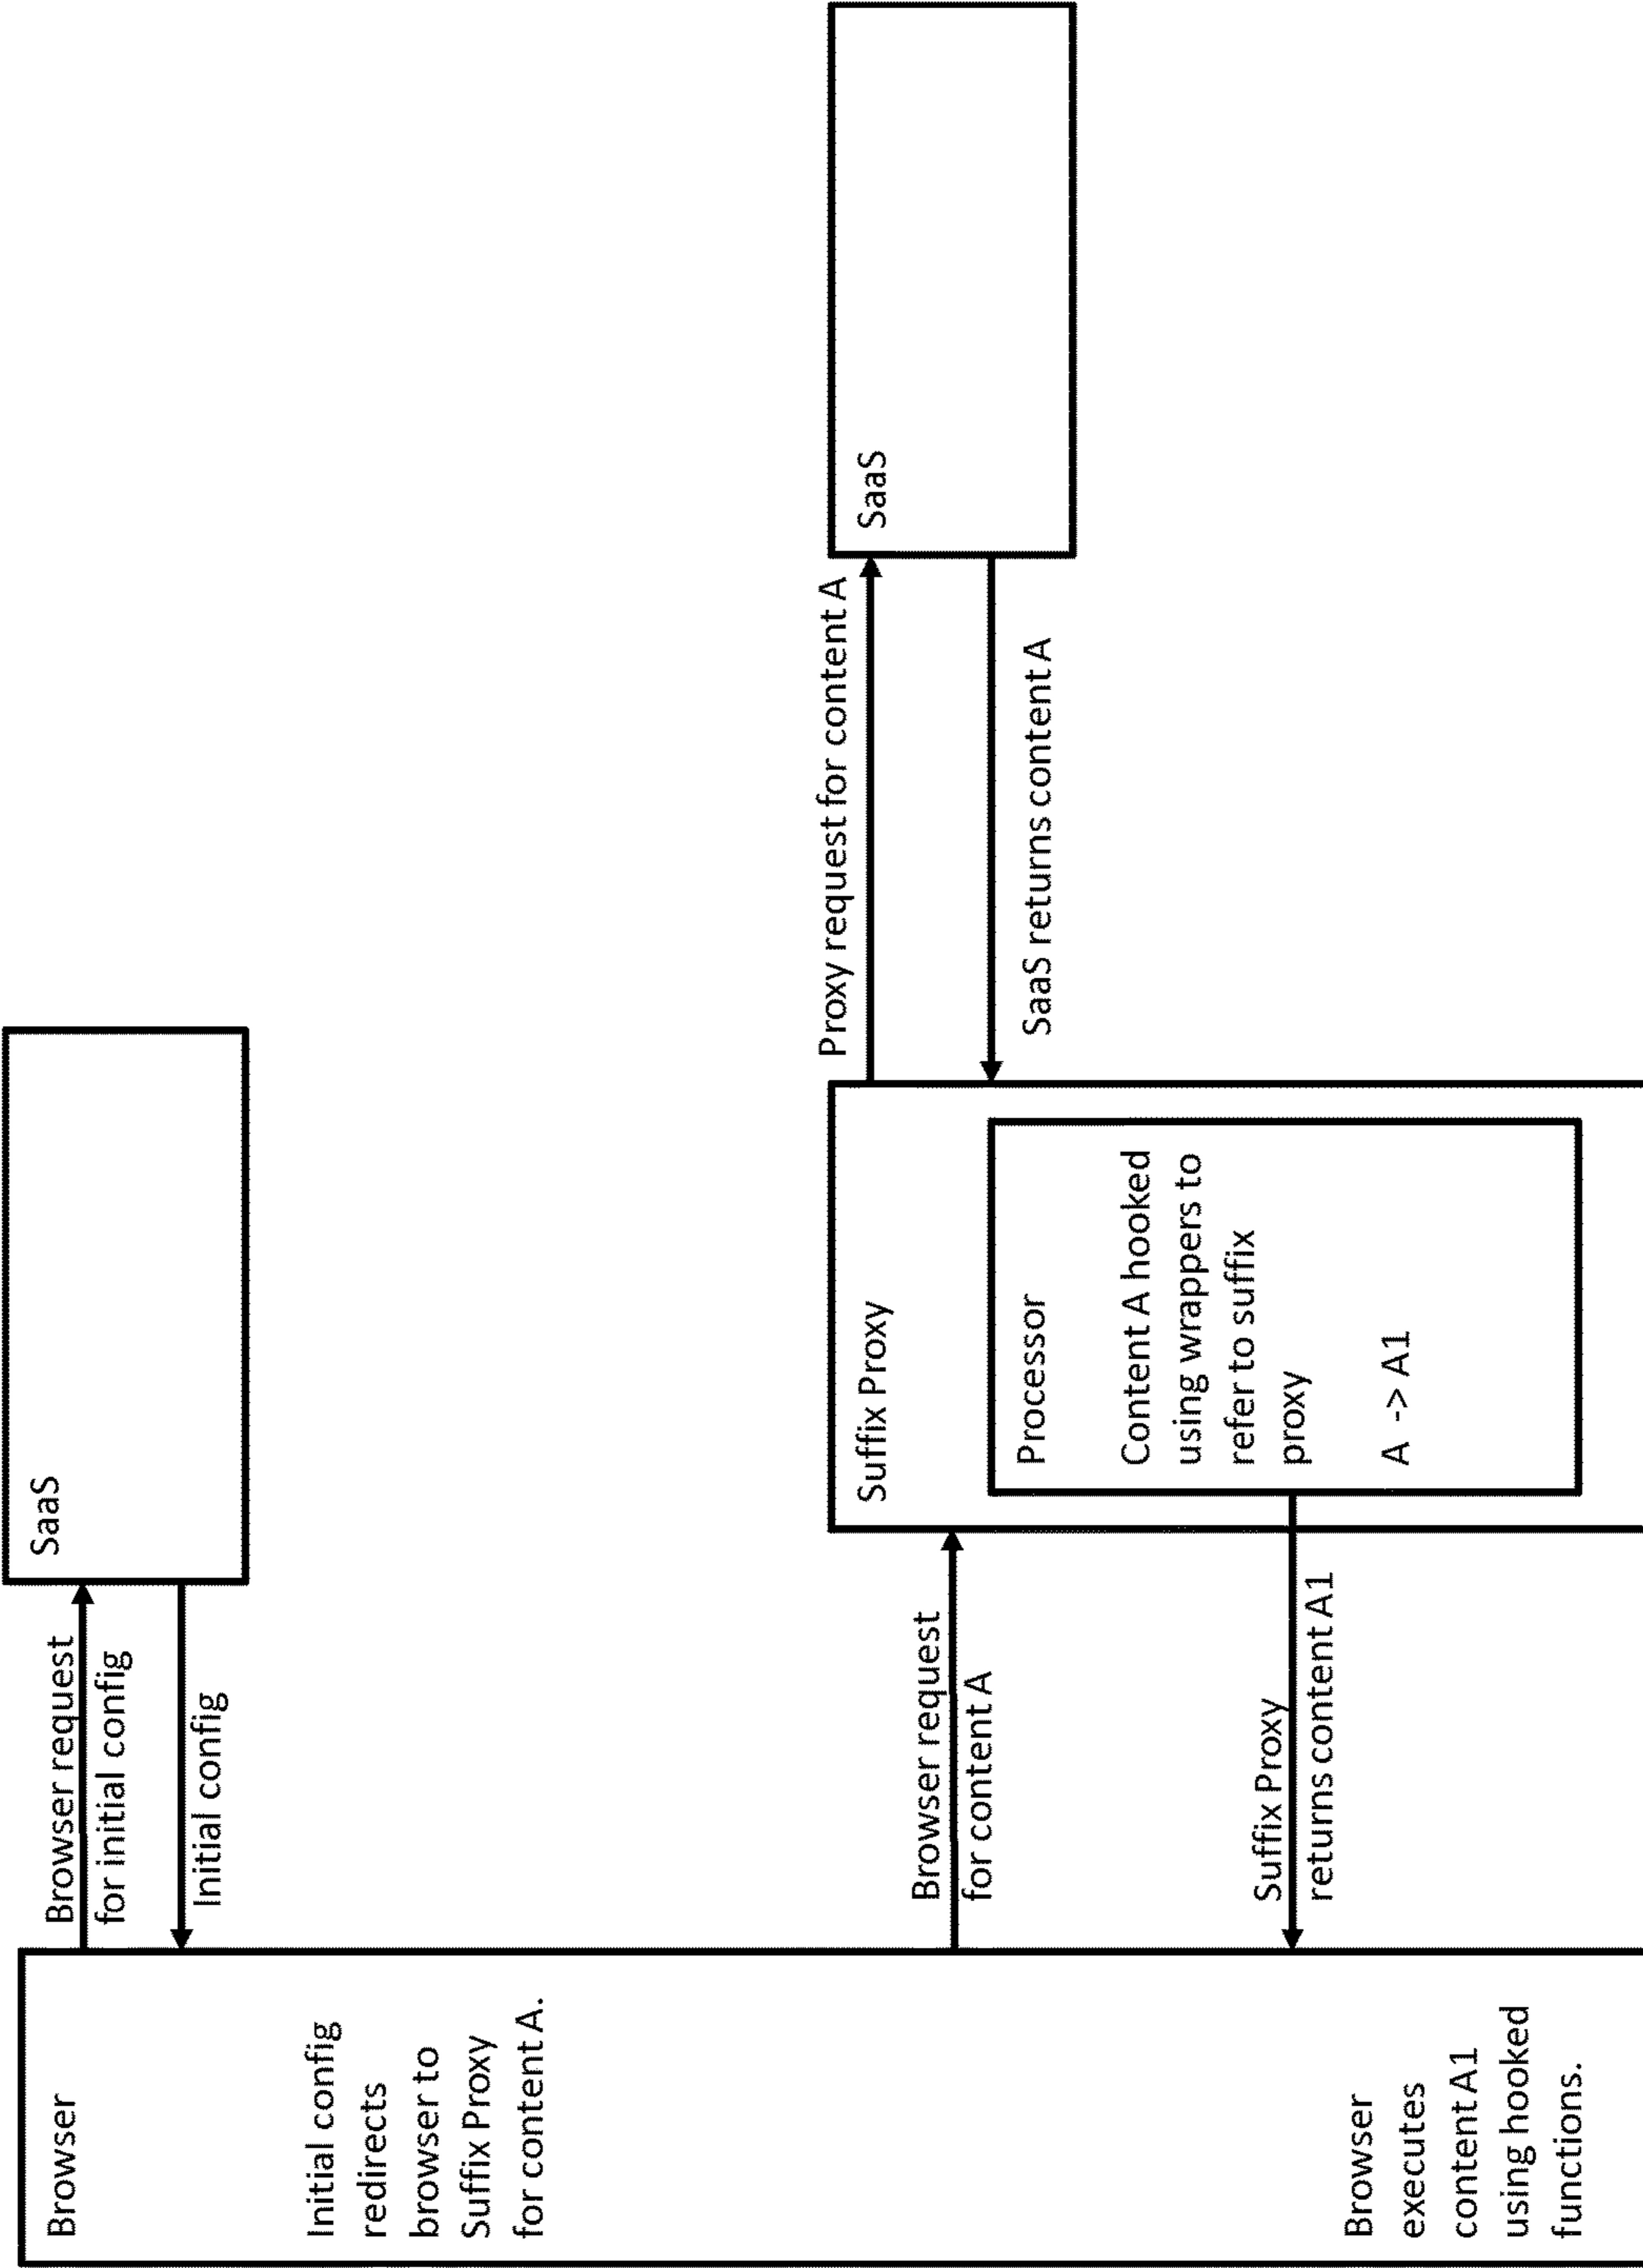 Browser
Initial config
redirects
browser to
Suffix Proxy
for content A.
Browser
executes
content A1
using hooked
functions.
Browser request
for initial config
Initial config
SaaS
Browser request
for content A
Suffix Proxy
returns content A1
Suffix Proxy
Processor
Content A hooked
using wrappers to
refer to suffix
proxy
A -> A1
Proxy request for content A
SaaS returns content A
SaaS